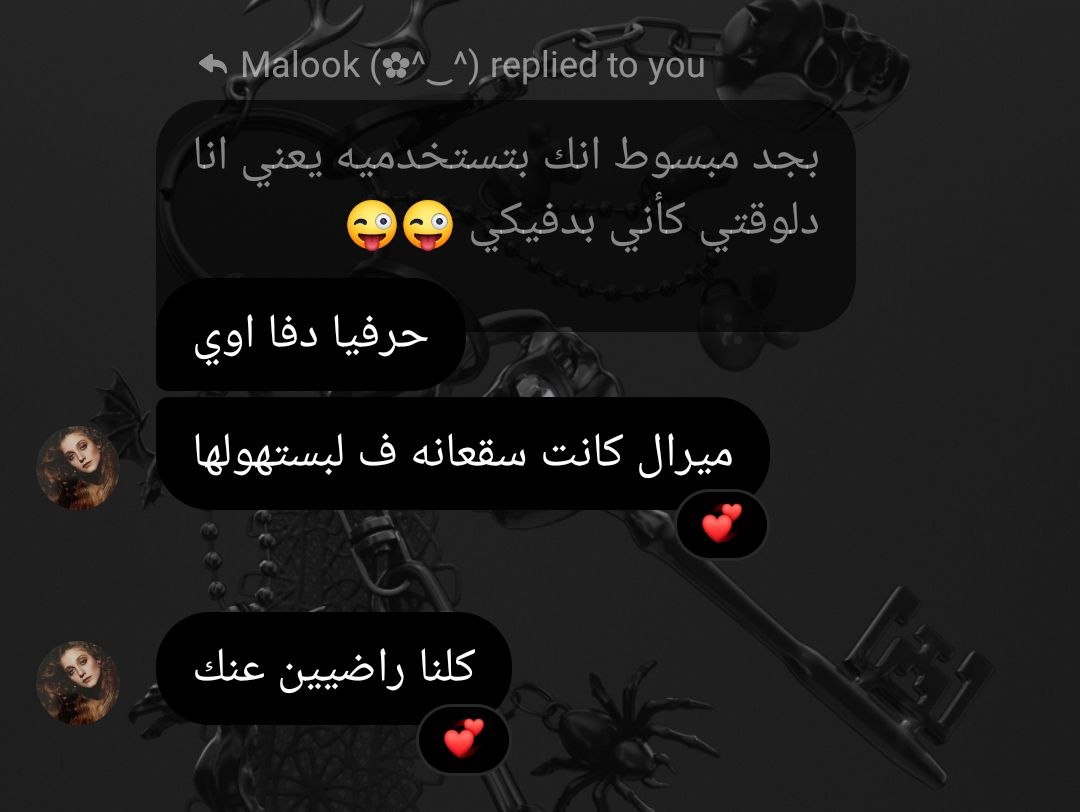 Malook (✿^‿^) replied to you
بجد مبسوط انك بتستخدميه يعني انا
دلوقتي كأني بدفيكي 😜😜
حرفيا دفا اوي
ميرال كانت سقعانه ف لبستهولها
💞
كلنا راضيين عنك
💞